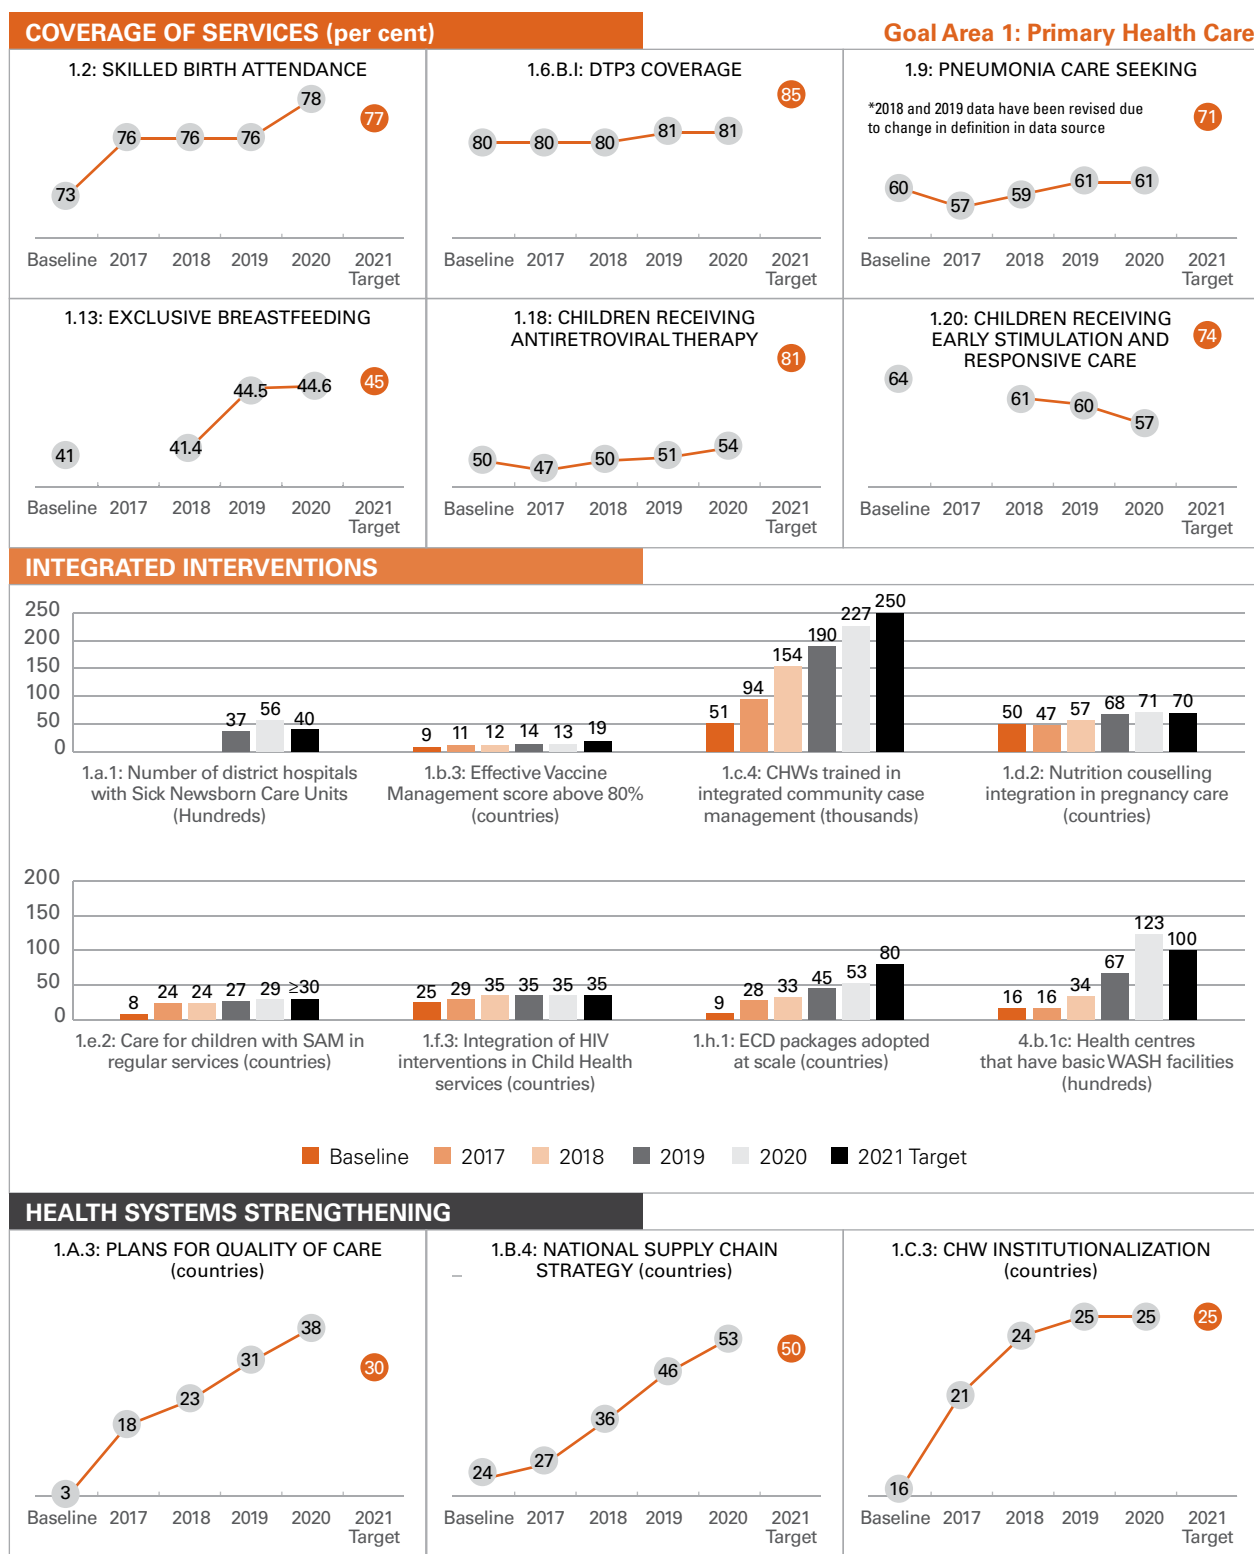 COVERAGE OF SERVICES (per cent)
Goal Area 1: Primary Health Care
1.2: SKILLED BIRTH ATTENDANCE
73
76
76
76
78
77
Baseline 2017 2018 2019 2020 2021
Target
1.6.B.I: DTP3 COVERAGE
80
80
80
81
81
85
Baseline 2017 2018 2019 2020 2021
Target
1.9: PNEUMONIA CARE SEEKING
*2018 and 2019 data have been revised due
to change in definition in data source
60
57
59
61
61
71
Baseline 2017 2018 2019 2020 2021
Target
1.13: EXCLUSIVE BREASTFEEDING
41
41.4
44.5
44.6
45
Baseline 2017 2018 2019 2020 2021
Target
1.18: CHILDREN RECEIVING
ANTIRETROVIRAL THERAPY
50
47
50
51
54
81
Baseline 2017 2018 2019 2020 2021
Target
1.20: CHILDREN RECEIVING
EARLY STIMULATION AND
RESPONSIVE CARE
64
61
60
57
74
Baseline 2017 2018 2019 2020 2021
Target
INTEGRATED INTERVENTIONS
250
200
150
100
50
0
37 56 40
9 11 12 14 13 19
51 94 154 190 227 250
50 47 57 68 71 70
1.a.1: Number of district hospitals
with Sick Newsborn Care Units
(Hundreds)
1.b.3: Effective Vaccine
Management score above 80%
(countries)
1.c.4: CHWs trained in
integrated community case
management (thousands)
1.d.2: Nutrition couselling
integration in pregnancy care
(countries)
200
150
100
50
0
8 24 24 27 29 ≥30
25 29 35 35 35 35
9 28 33 45 53 80
16 16 34 67 123 100
1.e.2: Care for children with SAM in
regular services (countries)
1.f.3: Integration of HIV
interventions in Child Health
services (countries)
1.h.1: ECD packages adopted
at scale (countries)
4.b.1c: Health centres
that have basic WASH facilities
(hundreds)
Baseline 2017 2018 2019 2020 2021 Target
HEALTH SYSTEMS STRENGTHENING
1.A.3: PLANS FOR QUALITY OF CARE
(countries)
3
18
23
31
38
30
Baseline 2017 2018 2019 2020 2021
Target
1.B.4: NATIONAL SUPPLY CHAIN
STRATEGY (countries)
24
27
36
46
53
50
Baseline 2017 2018 2019 2020 2021
Target
1.C.3: CHW INSTITUTIONALIZATION
(countries)
16
21
24
25
25
25
Baseline 2017 2018 2019 2020 2021
Target